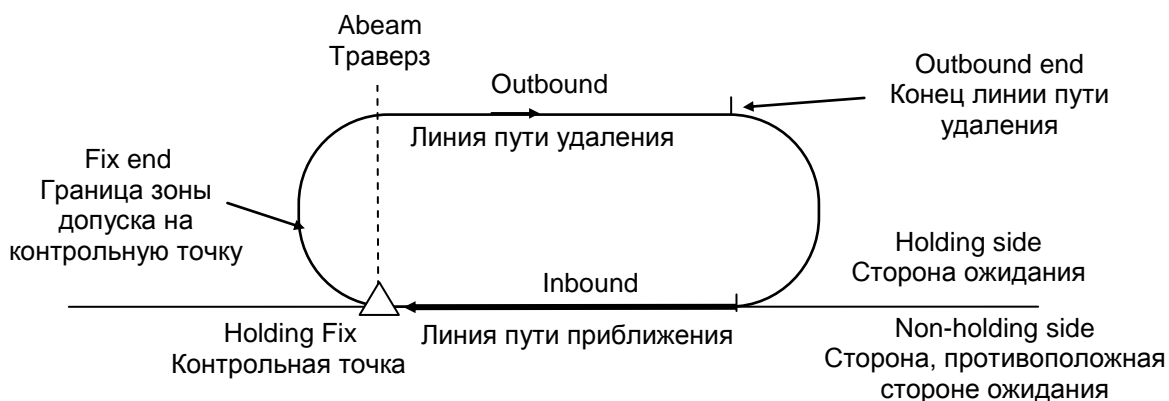 Abeam
Траверз
Outbound
Линия пути удаления
Outbound end
Конец линии пути
удаления
Fix end
Граница зоны
допуска на
контрольную точку
Holding side
Сторона ожидания
Inbound
Линия пути приближения
Holding Fix
Контрольная точка
Non-holding side
Сторона, противоположная
стороне ожидания